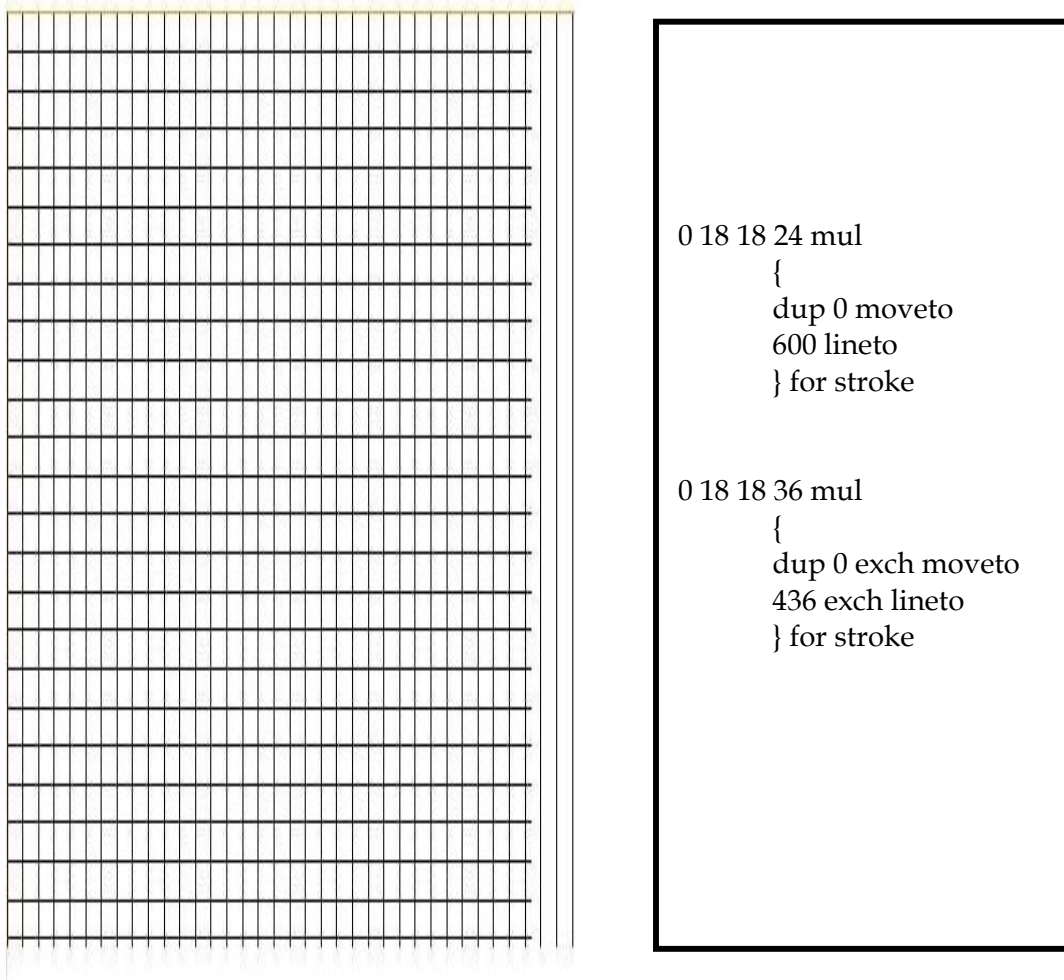 0 18 18 24 mul
{
dup 0 moveto
600 lineto
} for stroke
0 18 18 36 mul
{
dup 0 exch moveto
436 exch lineto
} for stroke